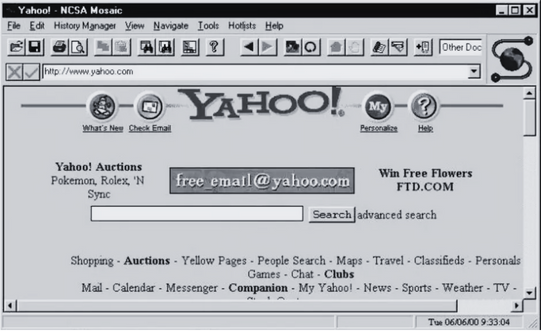 Yahoo! - NCSA Mosaic
File Edit History Manager View Navigate Tools Hotlists Help
Other Doc
http://www.yahoo.com
YAHOO!
My
?
What's New Check Email Personalize Help
Yahoo! Auctions
Pokemon, Rolex, 'N
Sync
free email@yahoo.com
Win Free Flowers
FTD.COM
Search advanced search
Shopping - Auctions - Yellow Pages - People Search - Maps - Travel - Classifieds - Personals
Games - Chat - Clubs
Mail - Calendar - Messenger - Companion - My Yahoo! - News - Sports - Weather - TV -
Tue 06/06/00 9:33:04